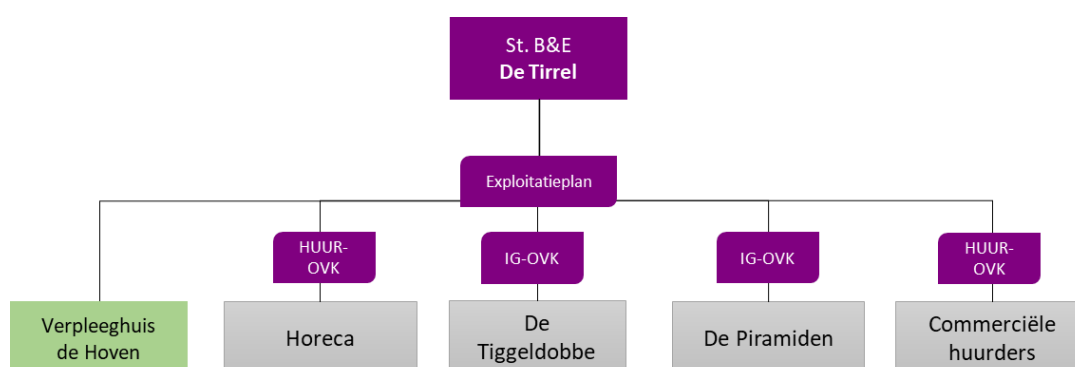 St. B&E
De Tirrel
Exploitatieplan
HUUR-
OVK
IG-OVK
IG-OVK
HUUR-
OVK
Verpleeghuis
de Hoven
Horeca
De
Tiggeldobbe
De Piramiden
Commerciële
huurders